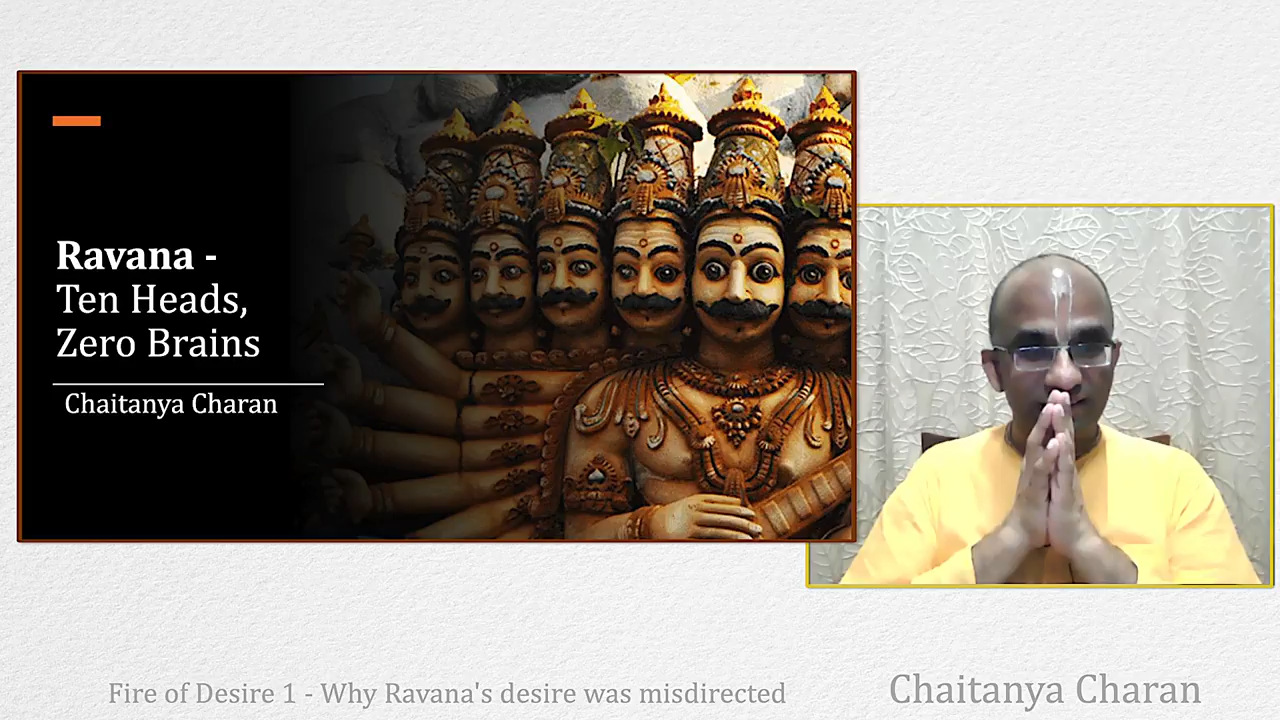 Ravana -
Ten Heads,
Zero Brains
Chaitanya Charan
Fire of Desire 1 - Why Ravana's desire was misdirected
Chaitanya Charan